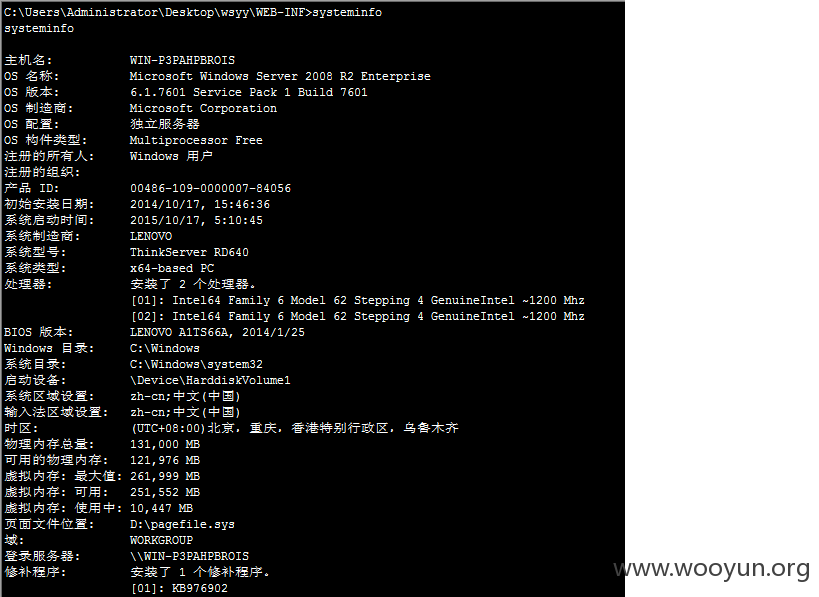 C:\Users\Administrator\Desktop\wsyy\WEB-INF>systeminfo
systeminfo
主机名: WIN-P3PAHPBROIS
OS 名称: Microsoft Windows Server 2008 R2 Enterprise
OS 版本: 6.1.7601 Service Pack 1 Build 7601
OS 制造商: Microsoft Corporation
OS 配置: 独立服务器
OS 构件类型: Multiprocessor Free
注册的所有人: Windows 用户
注册的组织:
产品 ID: 00486-109-0000007-84056
初始安装日期: 2014/10/17, 15:46:36
系统启动时间: 2015/10/17, 5:10:45
系统制造商: LENOVO
系统型号: ThinkServer RD640
系统类型: x64-based PC
处理器: 安装了 2 个处理器。
[01]: Intel64 Family 6 Model 62 Stepping 4 GenuineIntel ~1200 Mhz
[02]: Intel64 Family 6 Model 62 Stepping 4 GenuineIntel ~1200 Mhz
BIOS 版本: LENOVO A1TS66A, 2014/1/25
Windows 目录: C:\Windows
系统目录: C:\Windows\system32
启动设备: \Device\HarddiskVolume1
系统区域设置: zh-cn;中文(中国)
输入法区域设置: zh-cn;中文(中国)
时区: (UTC+08:00)北京，重庆，香港特别行政区，乌鲁木齐
物理内存总量: 131,000 MB
可用的物理内存: 121,976 MB
虚拟内存: 最大值: 261,999 MB
虚拟内存: 可用: 251,552 MB
虚拟内存: 使用中: 10,447 MB
页面文件位置: D:\pagefile.sys
域: WORKGROUP
登录服务器: \\WIN-P3PAHPBROIS
修补程序: 安装了 1 个修补程序。
[01]: KB976902
www.wooyun.org